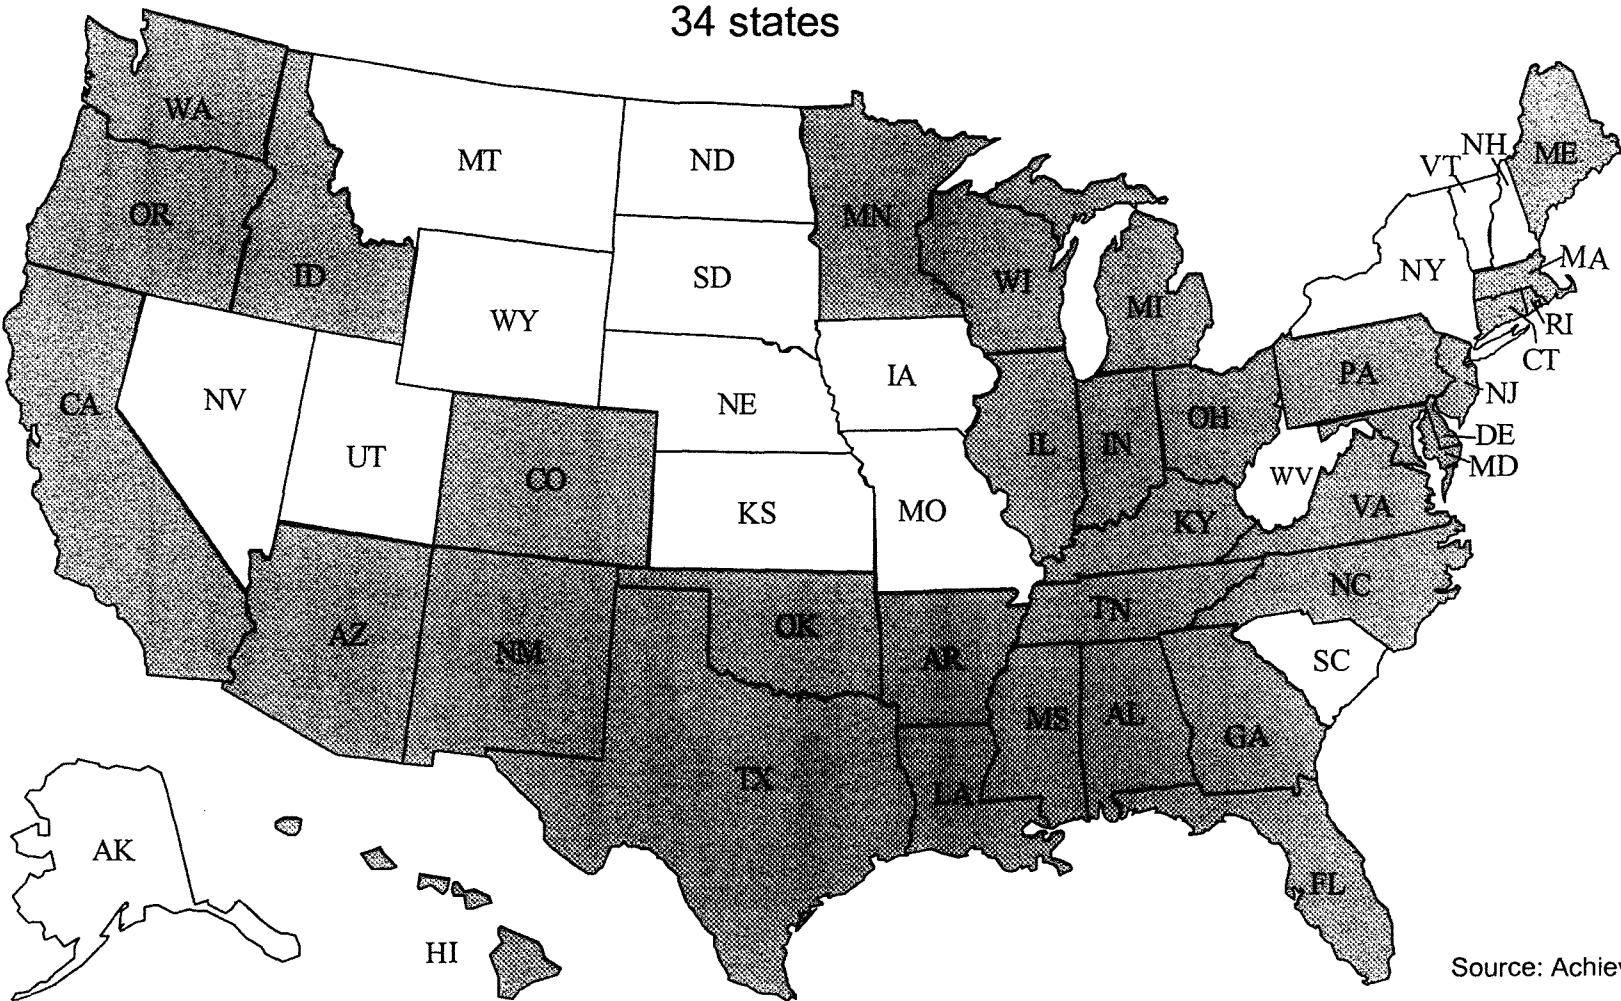 34 states
WA
MT
ND
MN
VT
NH
ME
OR
ID
SD
WI
MI
NY
MA
WY
RI
CT
CA
NV
UT
CO
NE
IA
IL
IN
OH
PA
NJ
DE
MD
KS
MO
WV
VA
KY
AZ
NM
OK
AR
TN
NC
SC
TX
LA
MS
AL
GA
FL
AK
HI
Source: Achie